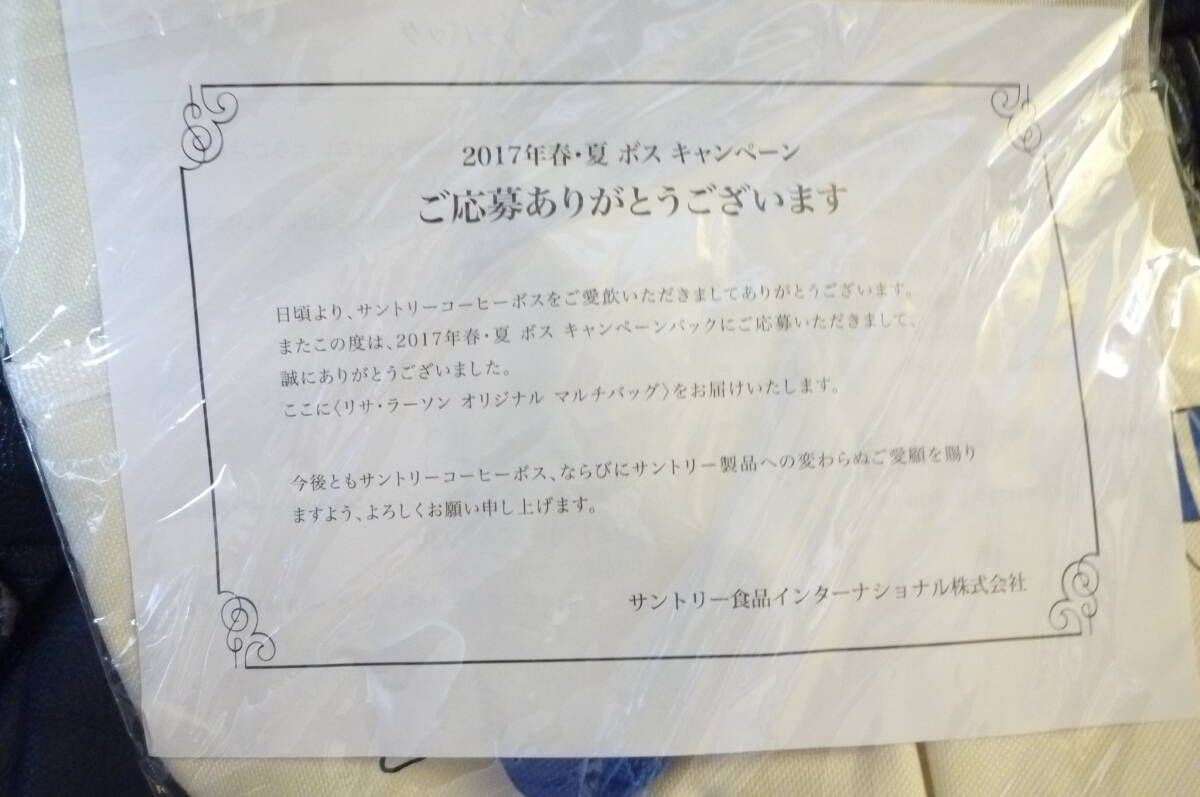 2017年春・夏 ボス キャンペーン
ご応募ありがとうございます
日頃より、サントリーコーヒーボスをご愛飲いただきましてありがとうございます。
またこの度は、2017年春・夏 ボス キャンペーンパックにご応募いただきまして、
誠にありがとうございました。
ここに〈リサ・ラーソン オリジナル マルチバッグ〉をお届けいたします。
今後ともサントリーコーヒーボス、ならびにサントリー製品への変わらぬご愛顧を賜り
ますよう、よろしくお願い申し上げます。
サントリー食品インターナショナル株式会社